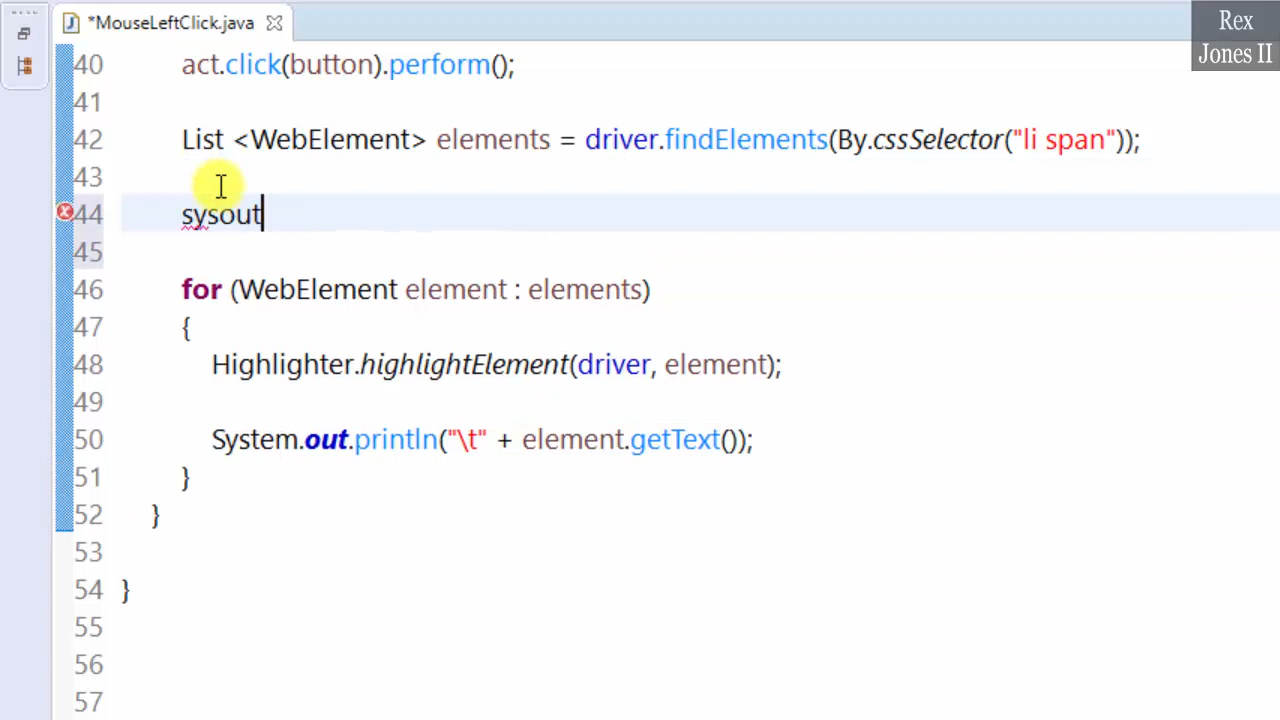 *MouseLeftClick.java
Rex
Jones II
40 act.click(button).perform();
41
42 List <WebElement> elements = driver.findElements(By.cssSelector("li span"));
43
44 sysout
45
46 for (WebElement element : elements)
47 {
48 Highlighter.highlightElement(driver, element);
49
50 System.out.println("\t" + element.getText());
51 }
52 }
53
54 }
55
56
57